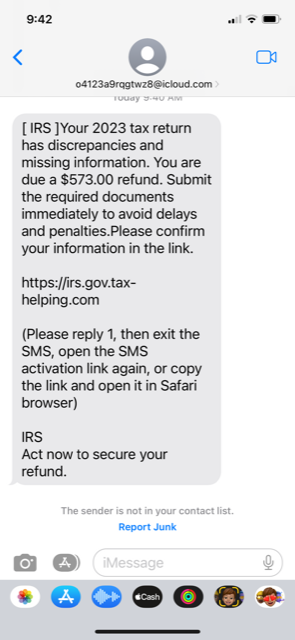 9:42
o4123a9rqgtwz8@icloud.com
Today 9:40 AM
[ IRS ]Your 2023 tax return
has discrepancies and
missing information. You are
due a $573.00 refund. Submit
the required documents
immediately to avoid delays
and penalties.Please confirm
your information in the link.
https://irs.gov.tax-
helping.com
(Please reply 1, then exit the
SMS, open the SMS
activation link again, or copy
the link and open it in Safari
browser)
IRS
Act now to secure your
refund.
The sender is not in your contact list.
Report Junk
iMessage
Cash